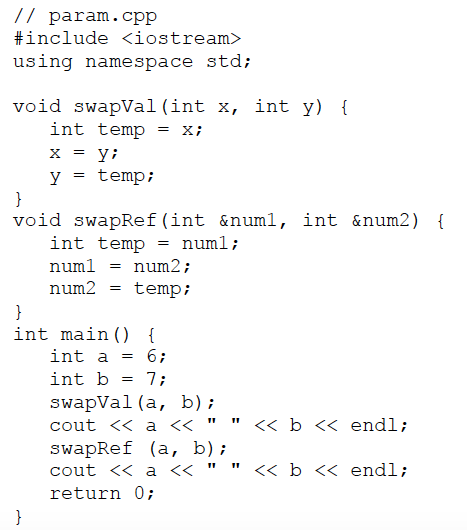 // param.cpp
#include <iostream>
using namespace std;

void swapVal(int x, int y) {
   int temp = x;
   x = y;
   y = temp;
}
void swapRef(int &num1, int &num2) {
   int temp = num1;
   num1 = num2;
   num2 = temp;
}
int main() {
   int a = 6;
   int b = 7;
   swapVal(a, b);
   cout << a << " " << b << endl;
   swapRef (a, b);
   cout << a << " " << b << endl;
   return 0;
}